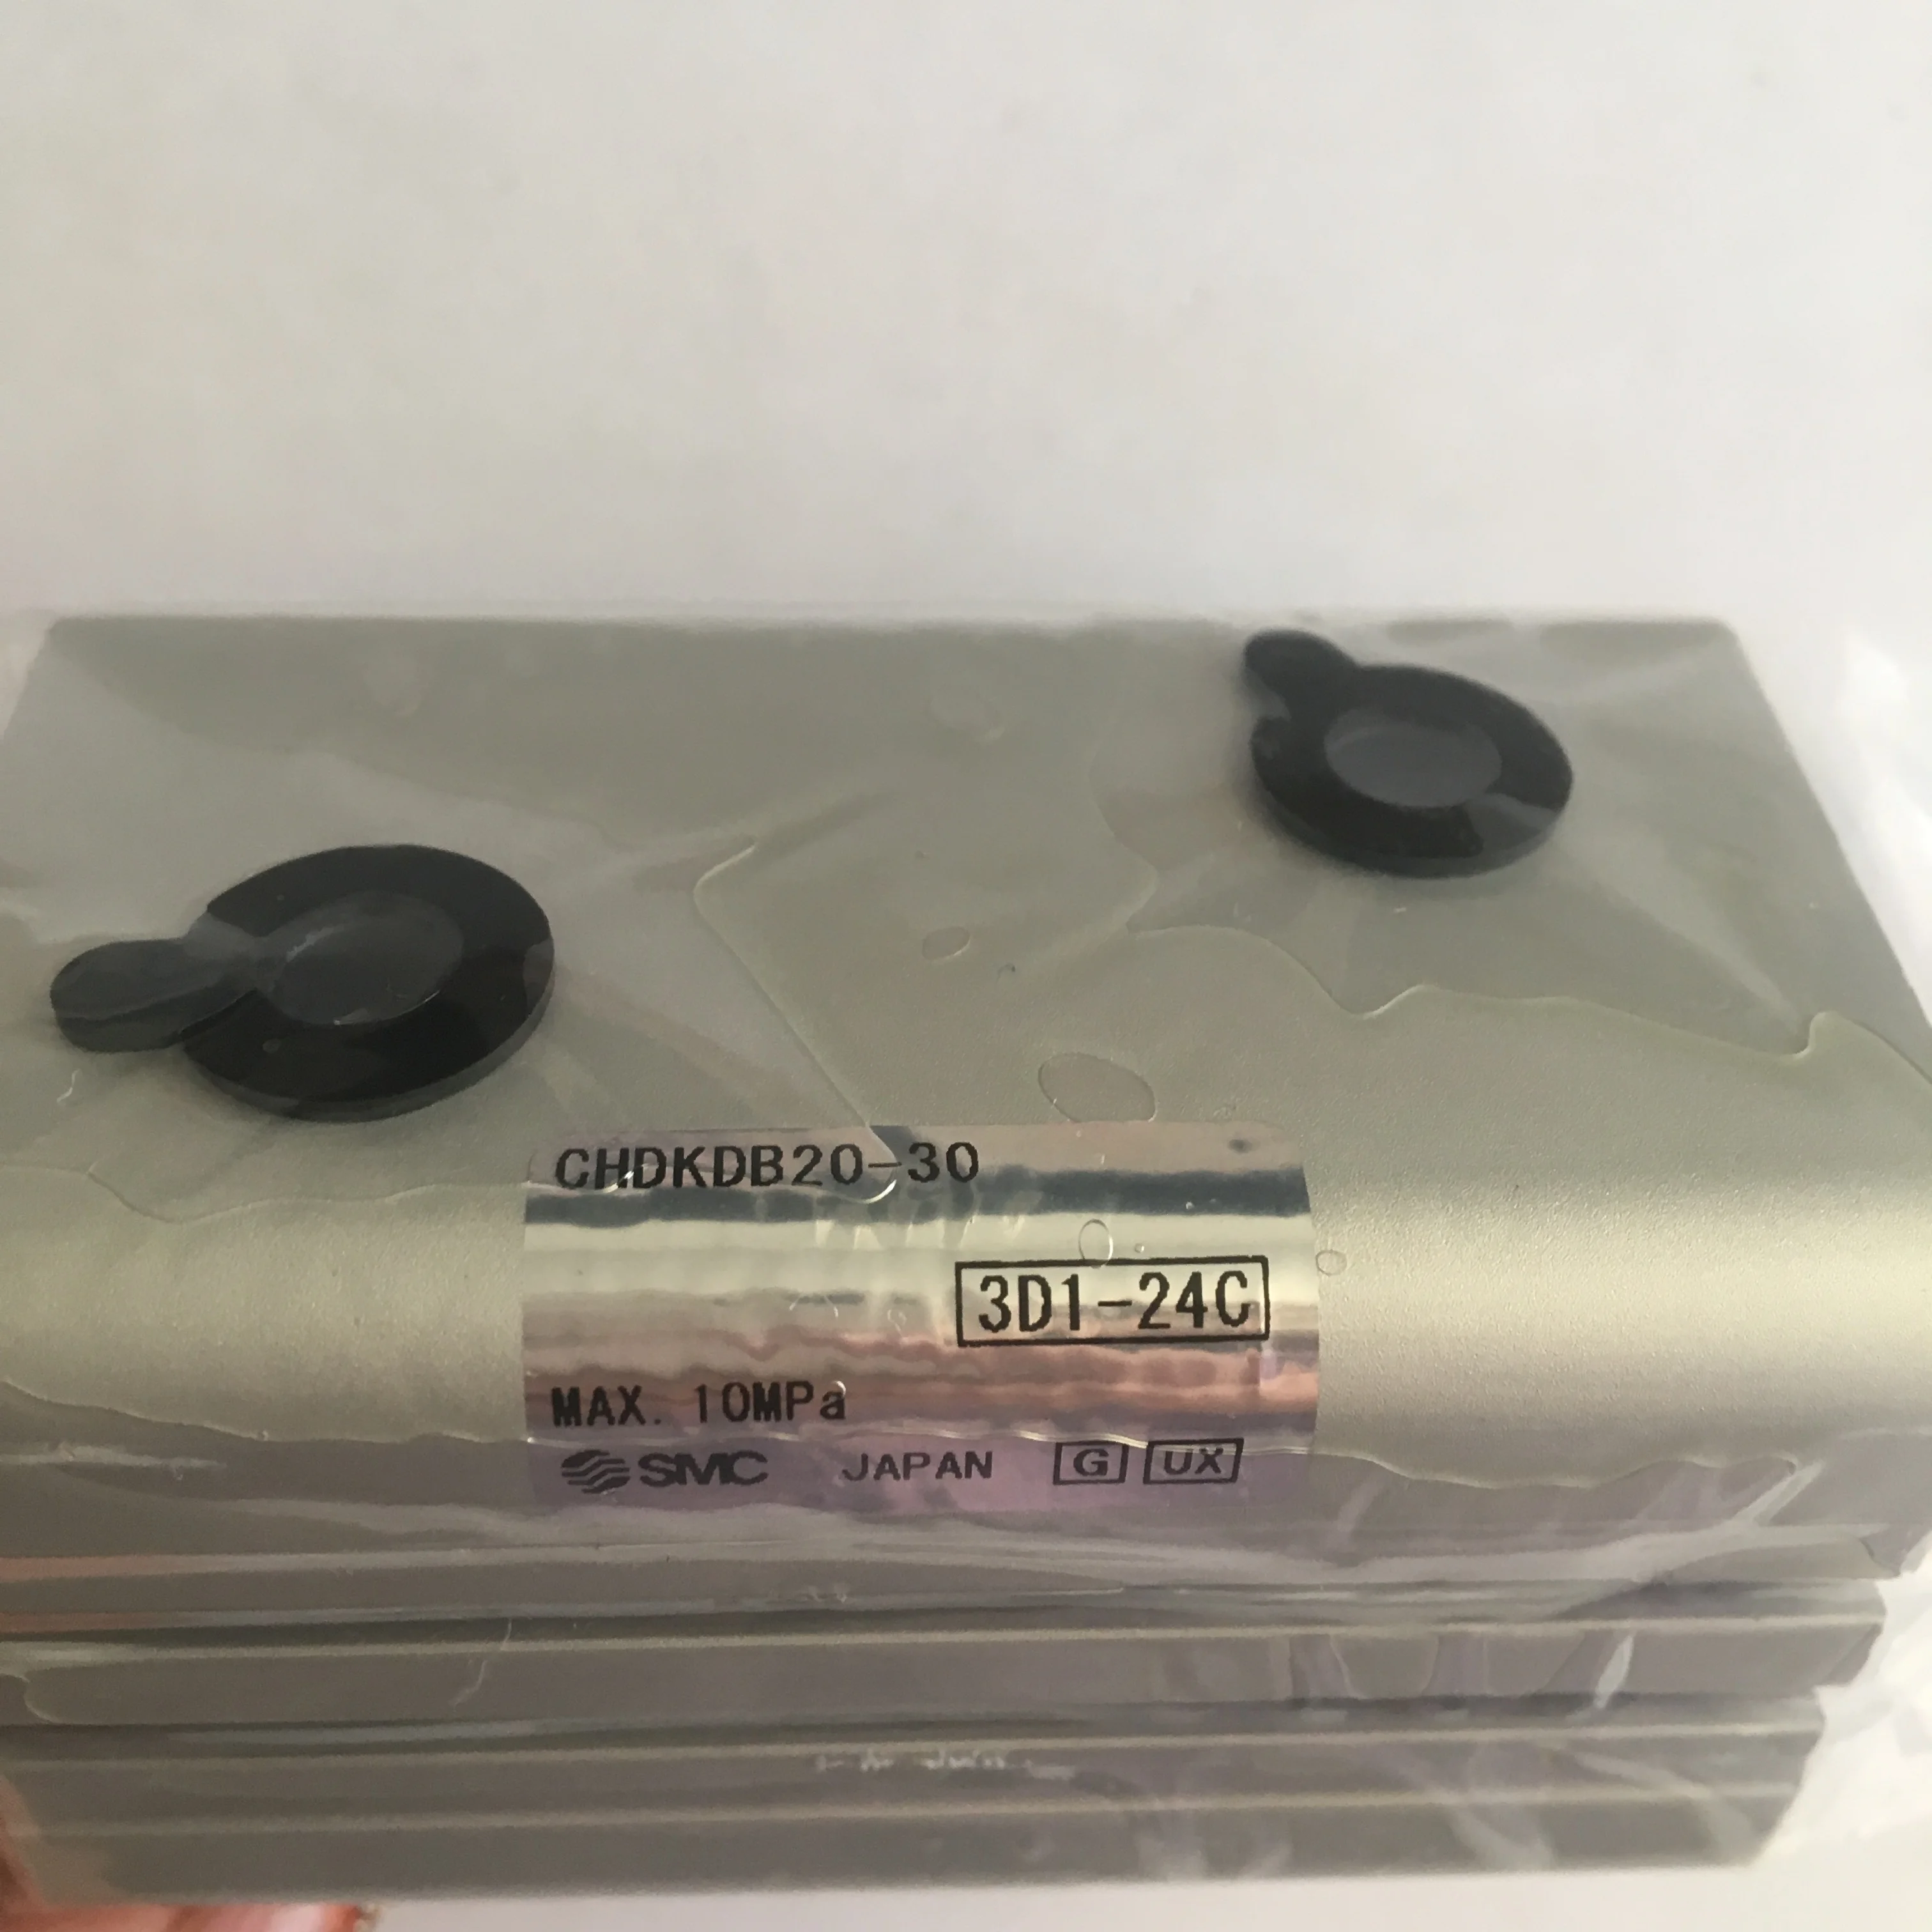 CHDKDB20-30
3D1-24C
MAX. 10MPa
SMC JAPAN G UX